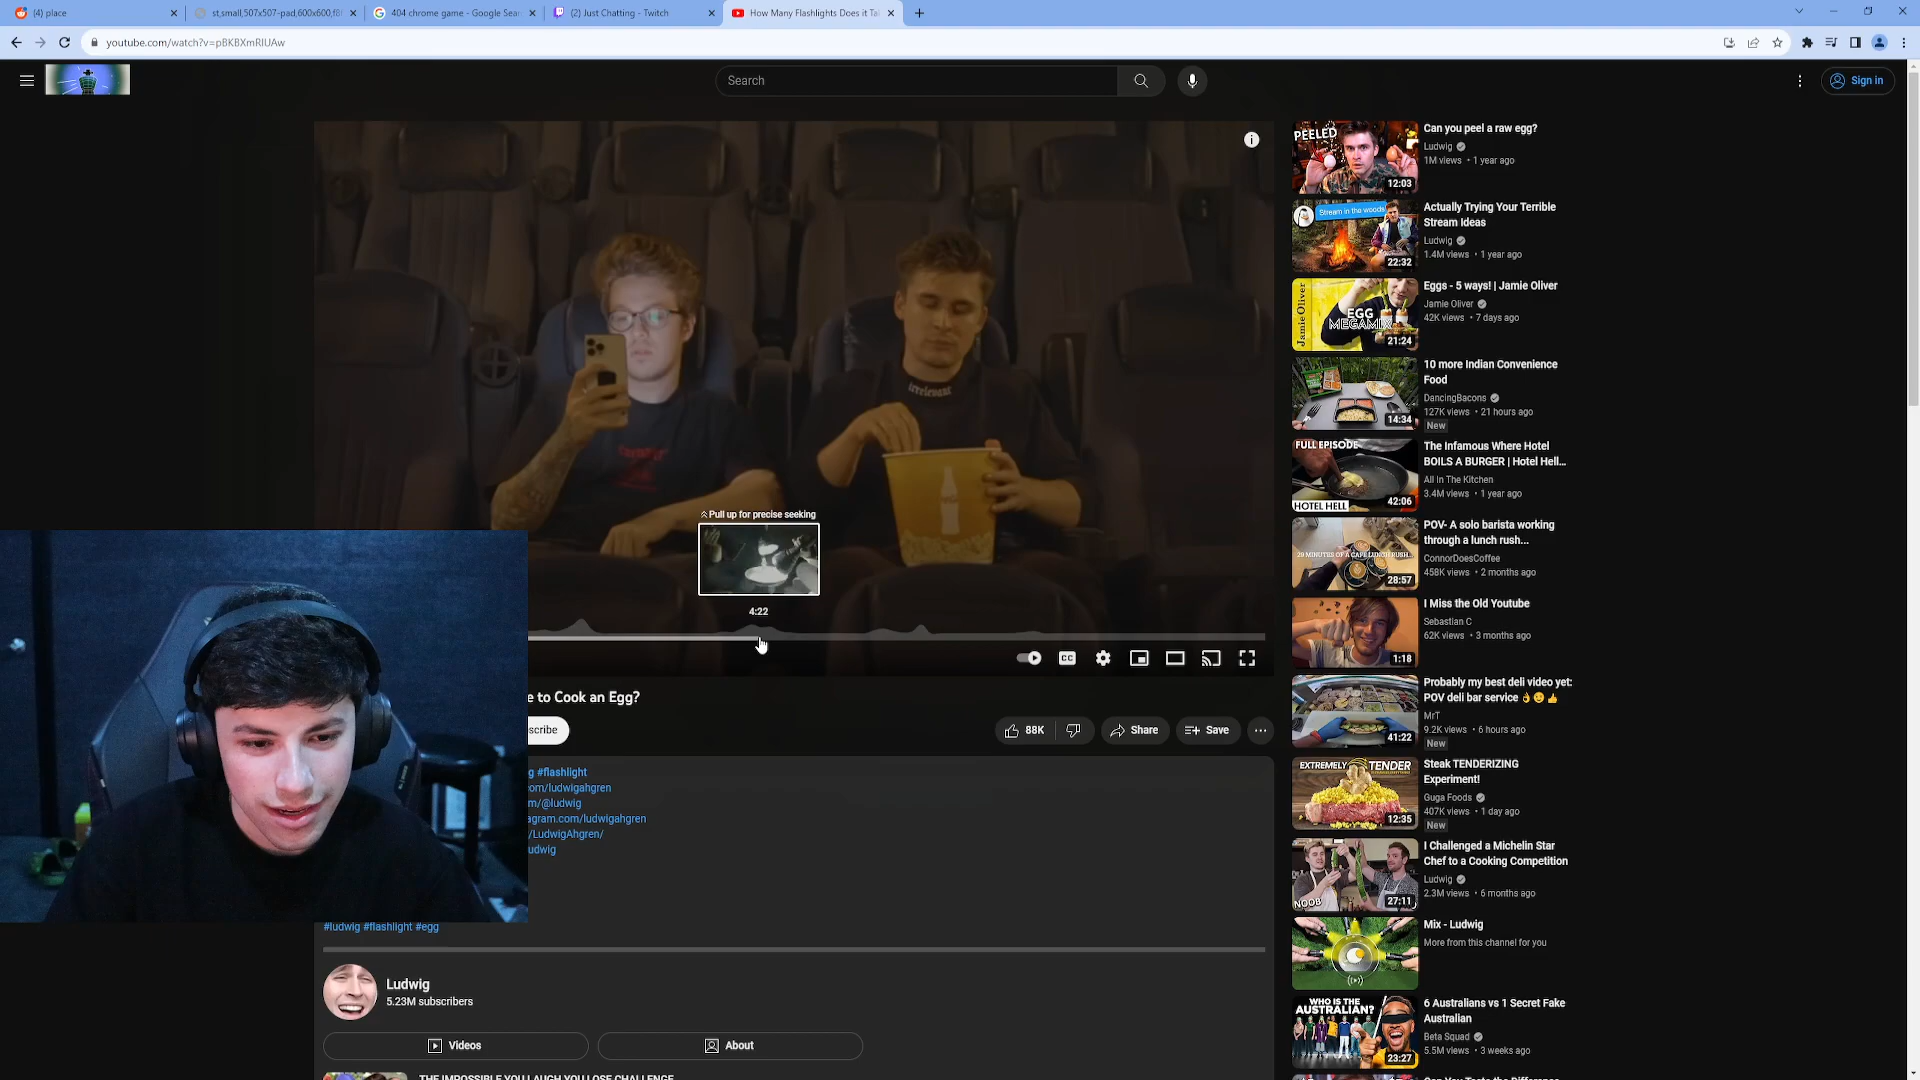 (4) place
st,small,507x507-pad,600x600,f8f
404 chrome game - Google Sear
(2) Just Chatting - Twitch
How Many Flashlights Does it Tak
youtube.com/watch?v=pBKBXmRIUAw
Search
Sign in
Pull up for precise seeking
4:22
CC
e to Cook an Egg?
scribe
88K
Share
Save
g #flashlight
om/ludwigahgren
m/@ludwig
agram.com/ludwigahgren
/LudwigAhgren/
udwig
#ludwig #flashlight #egg
Ludwig
5.23M subscribers
Videos
About
THE IMPOSSIBLE YOU LAUGH YOU LOSE CHALLENGE
PEELED
12:03
Can you peel a raw egg?
Ludwig
1M views • 1 year ago
Stream in the woods
22:32
Actually Trying Your Terrible
Stream Ideas
Ludwig
1.4M views • 1 year ago
Jamie Oliver
EGG
MEGAMIX
21:24
Eggs - 5 ways! | Jamie Oliver
Jamie Oliver
42K views • 7 days ago
14:34
10 more Indian Convenience
Food
DancingBacons
127K views • 21 hours ago
New
FULL EPISODE
HOTEL HELL
42:06
The Infamous Where Hotel
BOILS A BURGER | Hotel Hell...
All In The Kitchen
3.4M views • 1 year ago
28:57
POV- A solo barista working
through a lunch rush...
ConnorDoesCoffee
458K views • 2 months ago
1:18
I Miss the Old Youtube
Sebastian C
62K views • 3 months ago
41:22
Probably my best deli video yet:
POV deli bar service
MrT
9.2K views • 6 hours ago
New
EXTREMELY TENDER
12:35
Steak TENDERIZING
Experiment!
Guga Foods
407K views • 1 day ago
New
NOOB
27:11
I Challenged a Michelin Star
Chef to a Cooking Competition
Ludwig
2.3M views • 6 months ago
Mix - Ludwig
More from this channel for you
WHO IS THE
AUSTRALIAN?
23:27
6 Australians vs 1 Secret Fake
Australian
Beta Squad
5.5M views • 3 weeks ago